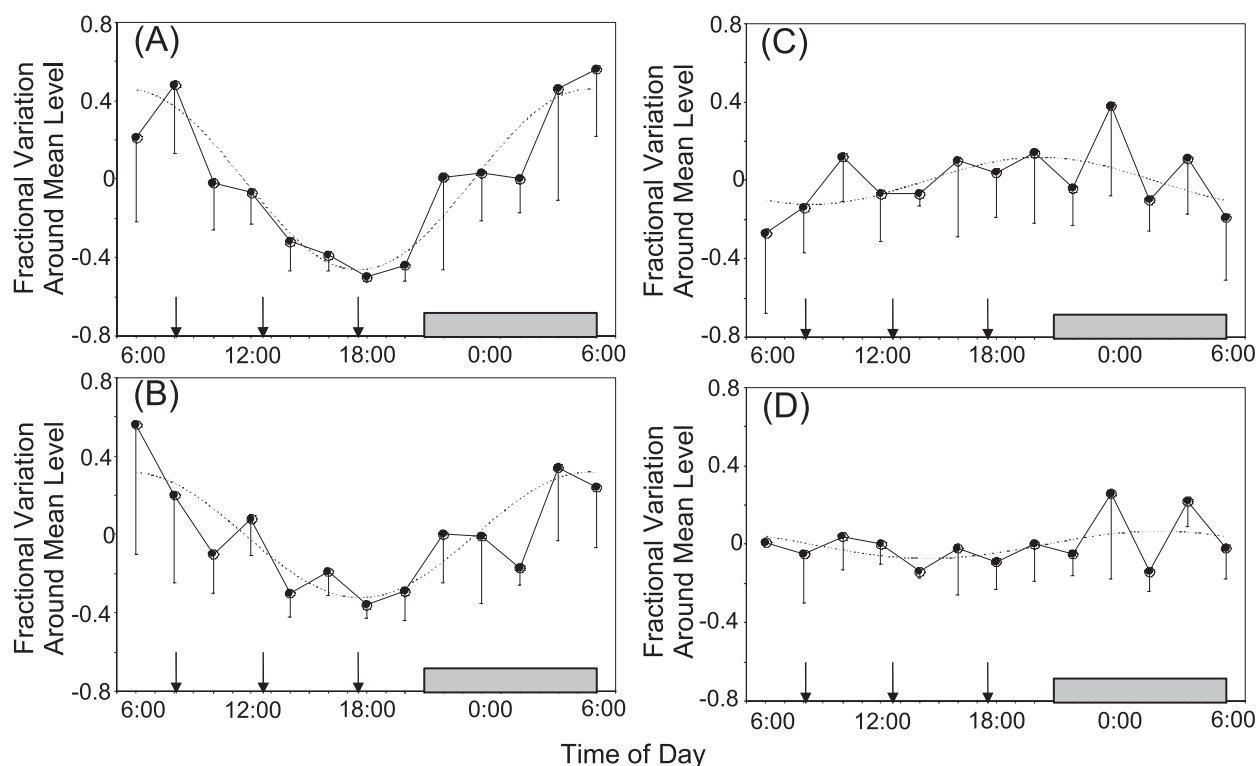 (A)
Fractional Variation
Around Mean Level
0.8
0.4
0
-0.4
-0.8
6:00 12:00 18:00 0:00 6:00
(C)
Fractional Variation
Around Mean Level
0.8
0.4
0
-0.4
-0.8
6:00 12:00 18:00 0:00 6:00
(B)
Fractional Variation
Around Mean Level
0.8
0.4
0
-0.4
-0.8
6:00 12:00 18:00 0:00 6:00
(D)
Fractional Variation
Around Mean Level
0.8
0.4
0
-0.4
-0.8
6:00 12:00 18:00 0:00 6:00
Time of Day